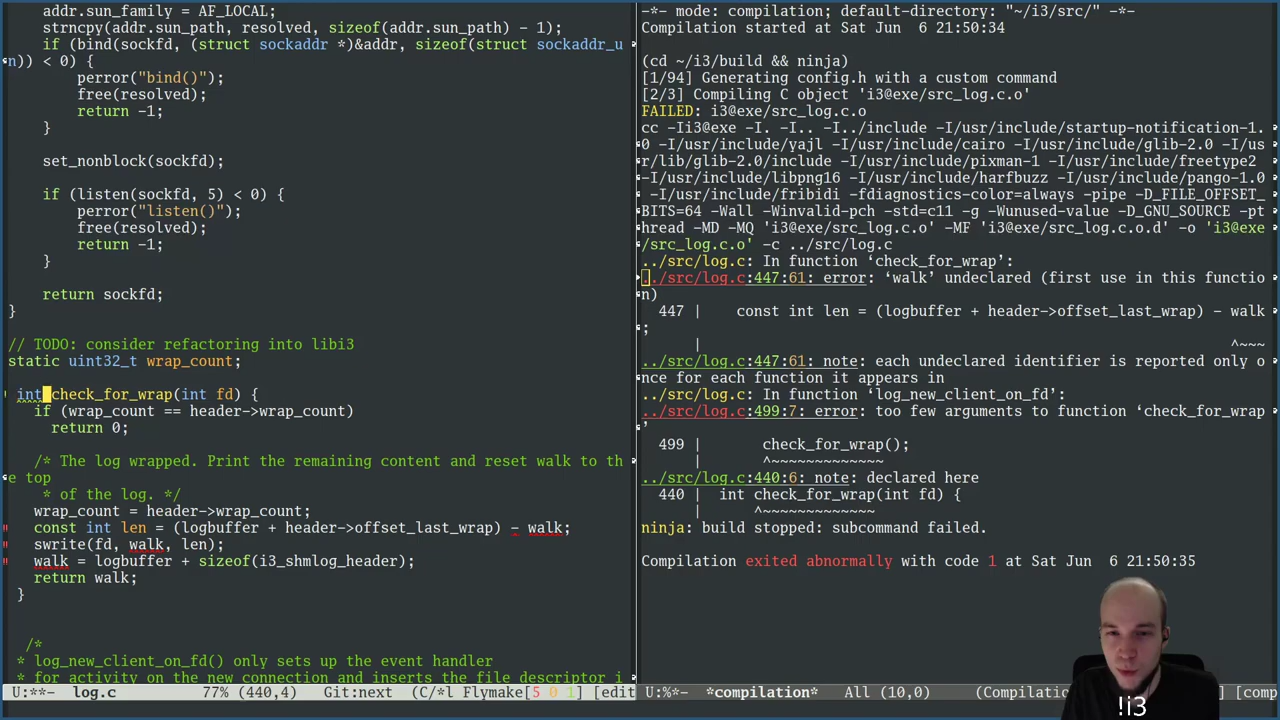 addr.sun_family = AF_LOCAL;
    strncpy(addr.sun_path, resolved, sizeof(addr.sun_path) - 1);
    if (bind(sockfd, (struct sockaddr *)&addr, sizeof(struct sockaddr_u
n)) < 0) {
        perror("bind()");
        free(resolved);
        return -1;
    }

    set_nonblock(sockfd);

    if (listen(sockfd, 5) < 0) {
        perror("listen()");
        free(resolved);
        return -1;
    }

    return sockfd;
}

// TODO: consider refactoring into libi3
static uint32_t wrap_count;

 int check_for_wrap(int fd) {
   if (wrap_count == header->wrap_count)
     return 0;

   /* The log wrapped. Print the remaining content and reset walk to th
e top
    * of the log. */
   wrap_count = header->wrap_count;
   const int len = (logbuffer + header->offset_last_wrap) - walk;
   swrite(fd, walk, len);
   walk = logbuffer + sizeof(i3_shmlog_header);
   return walk;
 }

  /*
 * log_new_client_on_fd() only sets up the event handler
 * for activity on the new connection and inserts the file descriptor i
U:**-  log.c          77% (440,4)    Git:next  (C/*l Flymake[5 0 1] [edit
-*- mode: compilation; default-directory: "~/i3/src/" -*-
Compilation started at Sat Jun  6 21:50:34

(cd ~/i3/build && ninja)
[1/94] Generating config.h with a custom command
[2/3] Compiling C object 'i3@exe/src_log.c.o'
FAILED: i3@exe/src_log.c.o
cc -Ii3@exe -I. -I.. -I../include -I/usr/include/startup-notification-1.
0 -I/usr/include/yajl -I/usr/include/cairo -I/usr/include/glib-2.0 -I/us
r/lib/glib-2.0/include -I/usr/include/pixman-1 -I/usr/include/freetype2
-I/usr/include/libpng16 -I/usr/include/harfbuzz -I/usr/include/pango-1.0
 -I/usr/include/fribidi -fdiagnostics-color=always -pipe -D_FILE_OFFSET_
BITS=64 -Wall -Winvalid-pch -std=c11 -g -Wunused-value -D_GNU_SOURCE -pt
hread -MD -MQ 'i3@exe/src_log.c.o' -MF 'i3@exe/src_log.c.o.d' -o 'i3@exe
/src_log.c.o' -c ../src/log.c
../src/log.c: In function ‘check_for_wrap’:
../src/log.c:447:61: error: ‘walk’ undeclared (first use in this functio
n)
  447 |    const int len = (logbuffer + header->offset_last_wrap) - walk
;
      |                                                             ^~~~
../src/log.c:447:61: note: each undeclared identifier is reported only o
nce for each function it appears in
../src/log.c: In function ‘log_new_client_on_fd’:
../src/log.c:499:7: error: too few arguments to function ‘check_for_wrap
’
  499 |       check_for_wrap();
      |       ^~~~~~~~~~~~~~
../src/log.c:440:6: note: declared here
  440 |  int check_for_wrap(int fd) {
      |      ^~~~~~~~~~~~~~
ninja: build stopped: subcommand failed.

Compilation exited abnormally with code 1 at Sat Jun  6 21:50:35
U:%*-  *compilation*   All (10,0)     (Compilatio
] [comp
!i3